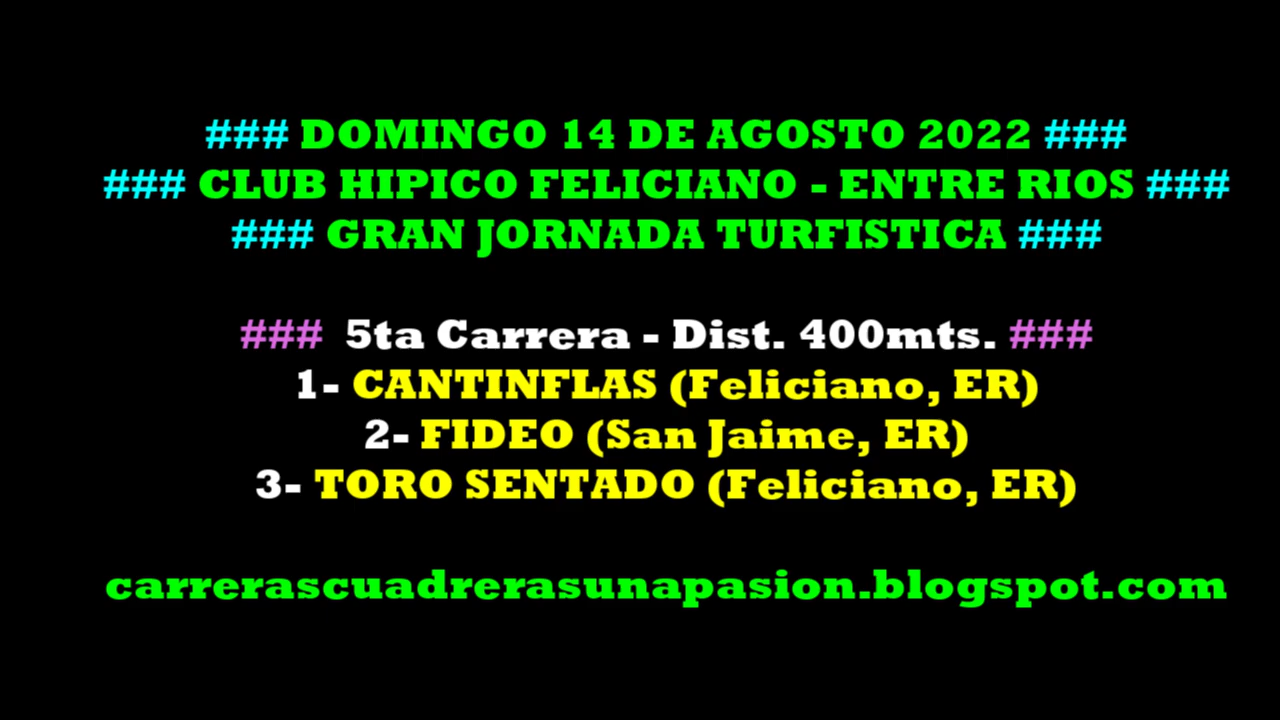 ### DOMINGO 14 DE AGOSTO 2022 ###
### CLUB HIPICO FELICIANO - ENTRE RIOS ###
### GRAN JORNADA TURFISTICA ###
### 5ta Carrera - Dist. 400mts. ###
1- CANTINFLAS (Feliciano, ER)
2- FIDEO (San Jaime, ER)
3- TORO SENTADO (Feliciano, ER)
carrerascuadrerasunapasion.blogspot.com